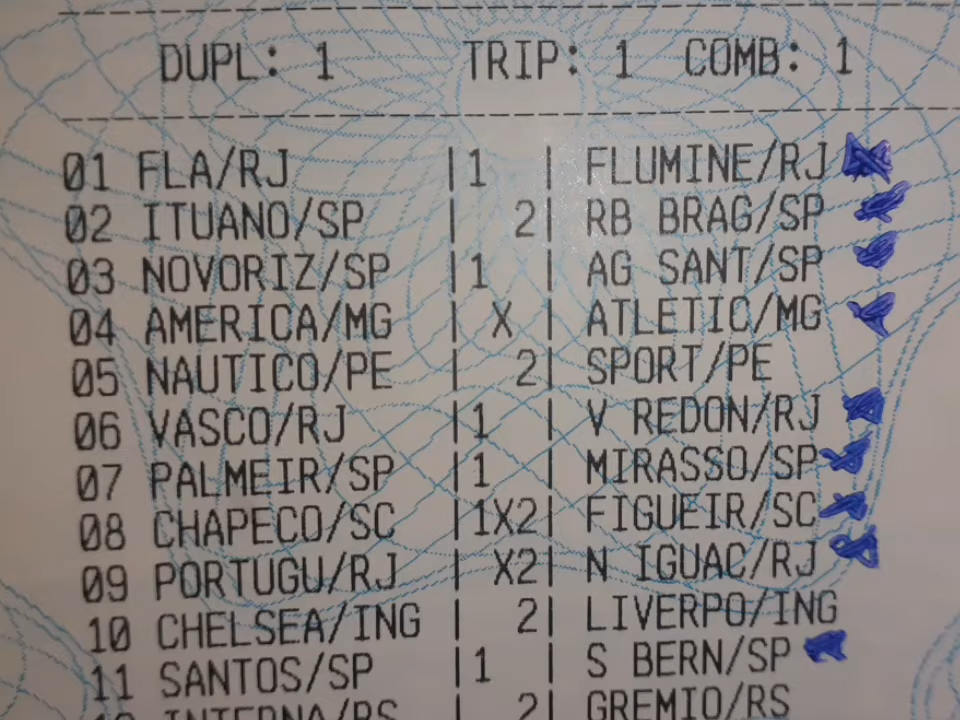 DUPL: 1 TRIP: 1 COMB: 1
01 FLA/RJ |1 | FLUMINE/RJ
02 ITUANO/SP | 2| RB BRAG/SP
03 NOVORIZ/SP |1 | AG SANT/SP
04 AMERICA/MG | X | ATLETIC/MG
05 NAUTICO/PE | 2| SPORT/PE
06 VASCO/RJ |1 | V REDON/RJ
07 PALMEIR/SP |1 | MIRASSO/SP
08 CHAPECO/SC |1X2| FIGUEIR/SC
09 PORTUGU/RJ | X2| N IGUAC/RJ
10 CHELSEA/ING | 2| LIVERPO/ING
11 SANTOS/SP |1 | S BERN/SP
12 INTERNA/RS | 2| GREMIO/RS